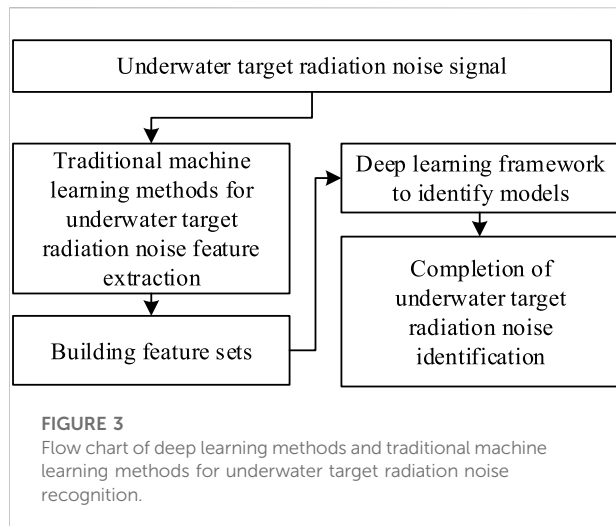 Underwater target radiation noise signal
Traditional machine
learning methods for
underwater target
radiation noise feature
extraction
Building feature sets
Deep learning framework
to identify models
Completion of
underwater target
radiation noise
identification
FIGURE 3
Flow chart of deep learning methods and traditional machine
learning methods for underwater target radiation noise
recognition.